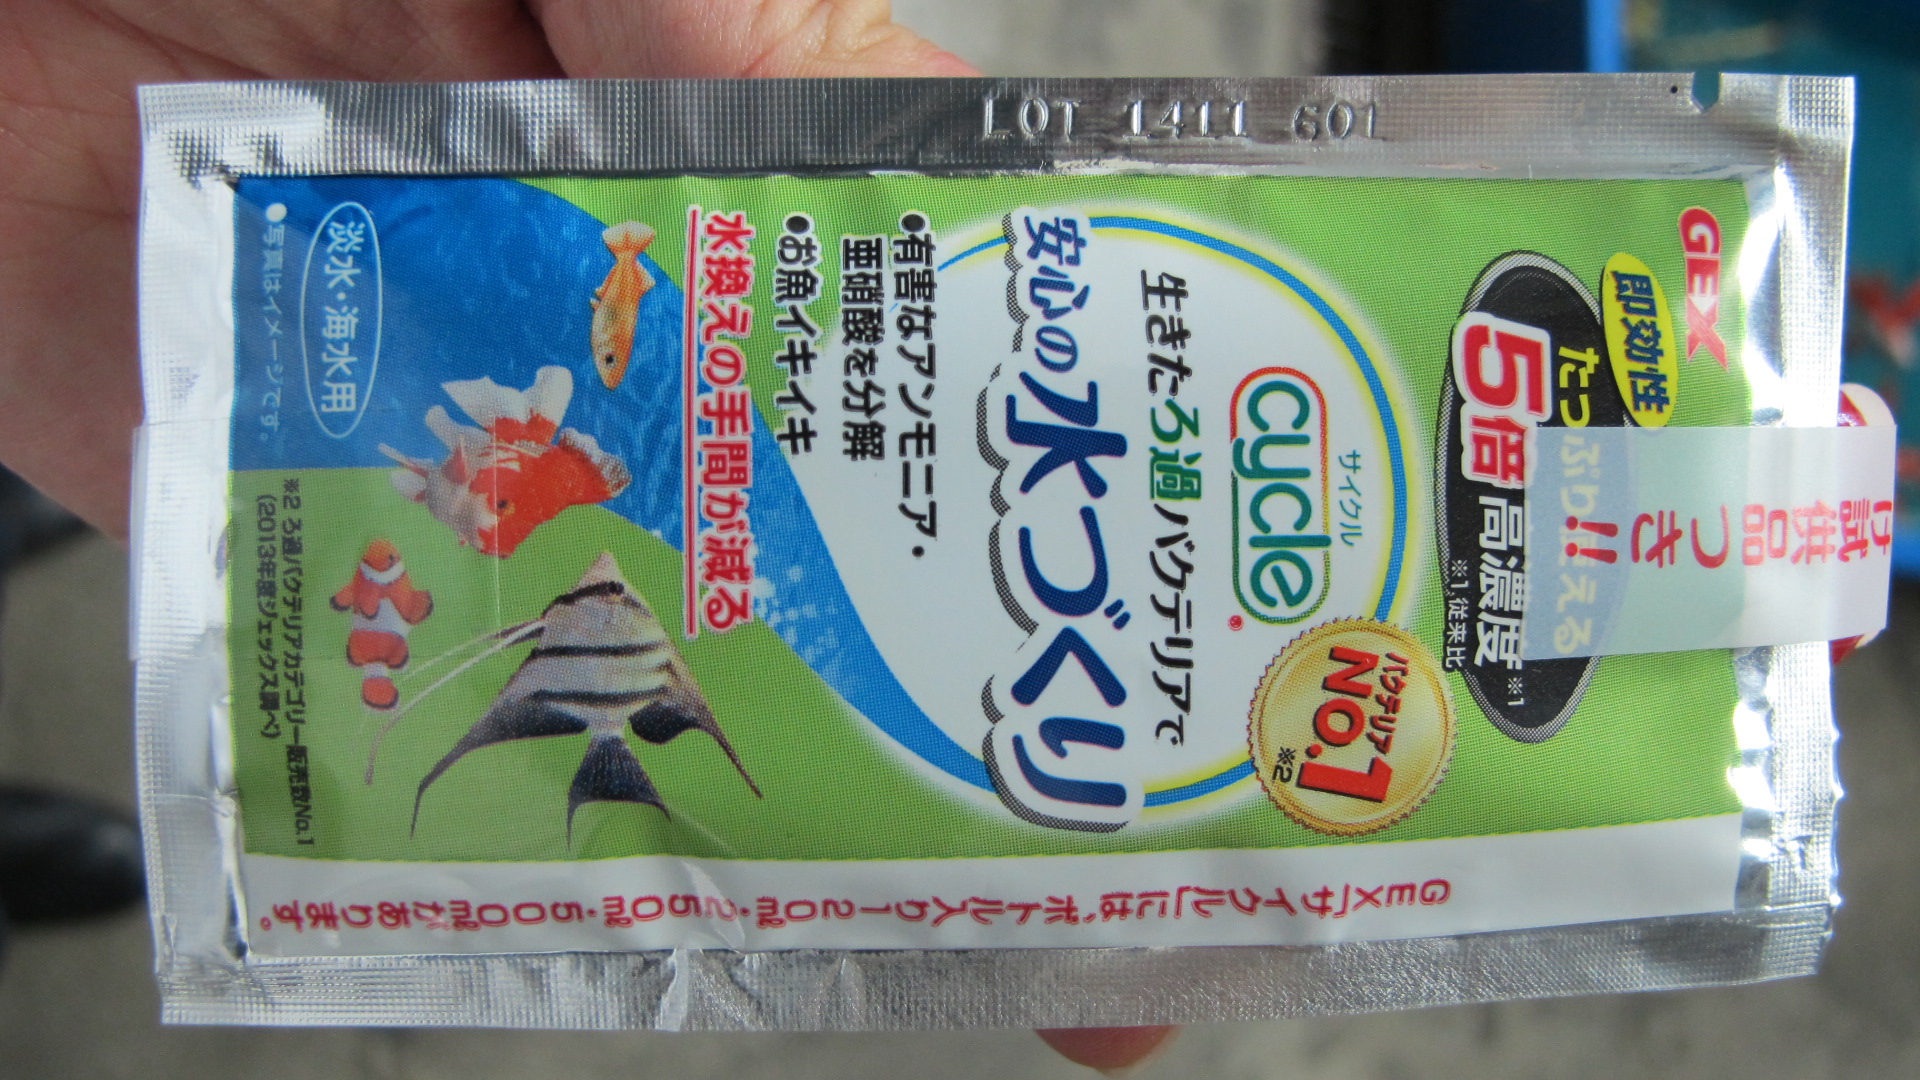 LOT 1411 601
GEX
即効性
たっぷり使える
5倍高濃度※1
※1 従来比
け試供品つき!!
バクテリア
No.1
※2
サイクル
cycle
生きたろ過バクテリアで
安心の水づくり
●有害なアンモニア・
亜硝酸を分解
●お魚イキイキ
水換えの手間が減る
淡水・海水用
●写真はイメージです。
※2 ろ過バクテリアカテゴリー販売数No.1
(2013年度ジェックス調べ)
GEX「サイクル」には、ボトル入り120㎖・250㎖・500㎖があります。